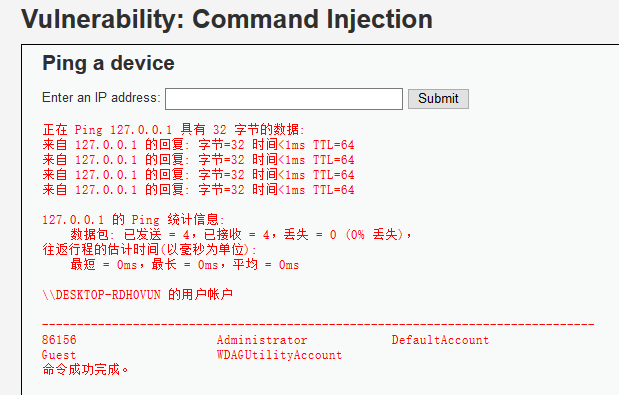 Vulnerability: Command Injection
Ping a device
Enter an IP address: Submit
正在 Ping 127.0.0.1 具有 32 字节的数据:
来自 127.0.0.1 的回复: 字节=32 时间<1ms TTL=64
来自 127.0.0.1 的回复: 字节=32 时间<1ms TTL=64
来自 127.0.0.1 的回复: 字节=32 时间<1ms TTL=64
来自 127.0.0.1 的回复: 字节=32 时间<1ms TTL=64
127.0.0.1 的 Ping 统计信息:
数据包: 已发送 = 4，已接收 = 4，丢失 = 0 (0% 丢失)，
往返行程的估计时间(以毫秒为单位):
最短 = 0ms，最长 = 0ms，平均 = 0ms
\\DESKTOP-RDHOVUN 的用户帐户
-------------------------------------------------------------------------------
86156 Administrator DefaultAccount
Guest WDAGUtilityAccount
命令成功完成。